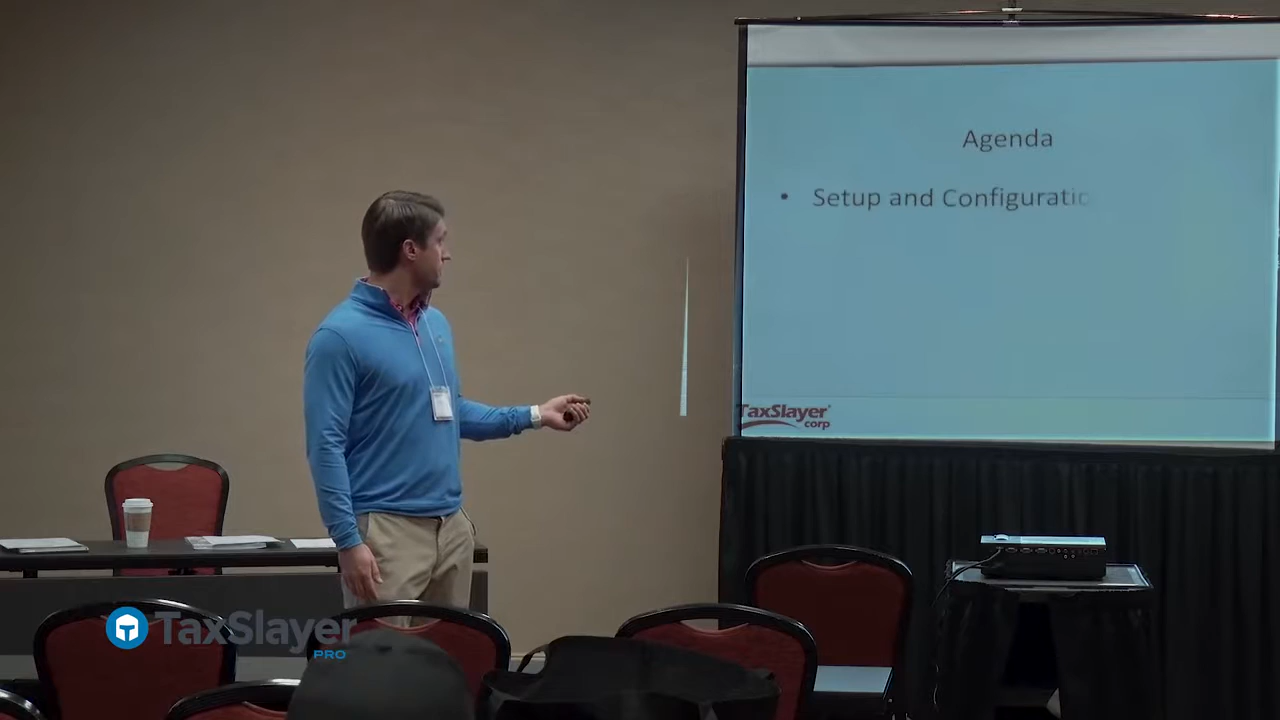 Agenda
• Setup and Configuratio
TaxSlayer
corp
TaxSlayer
PRO